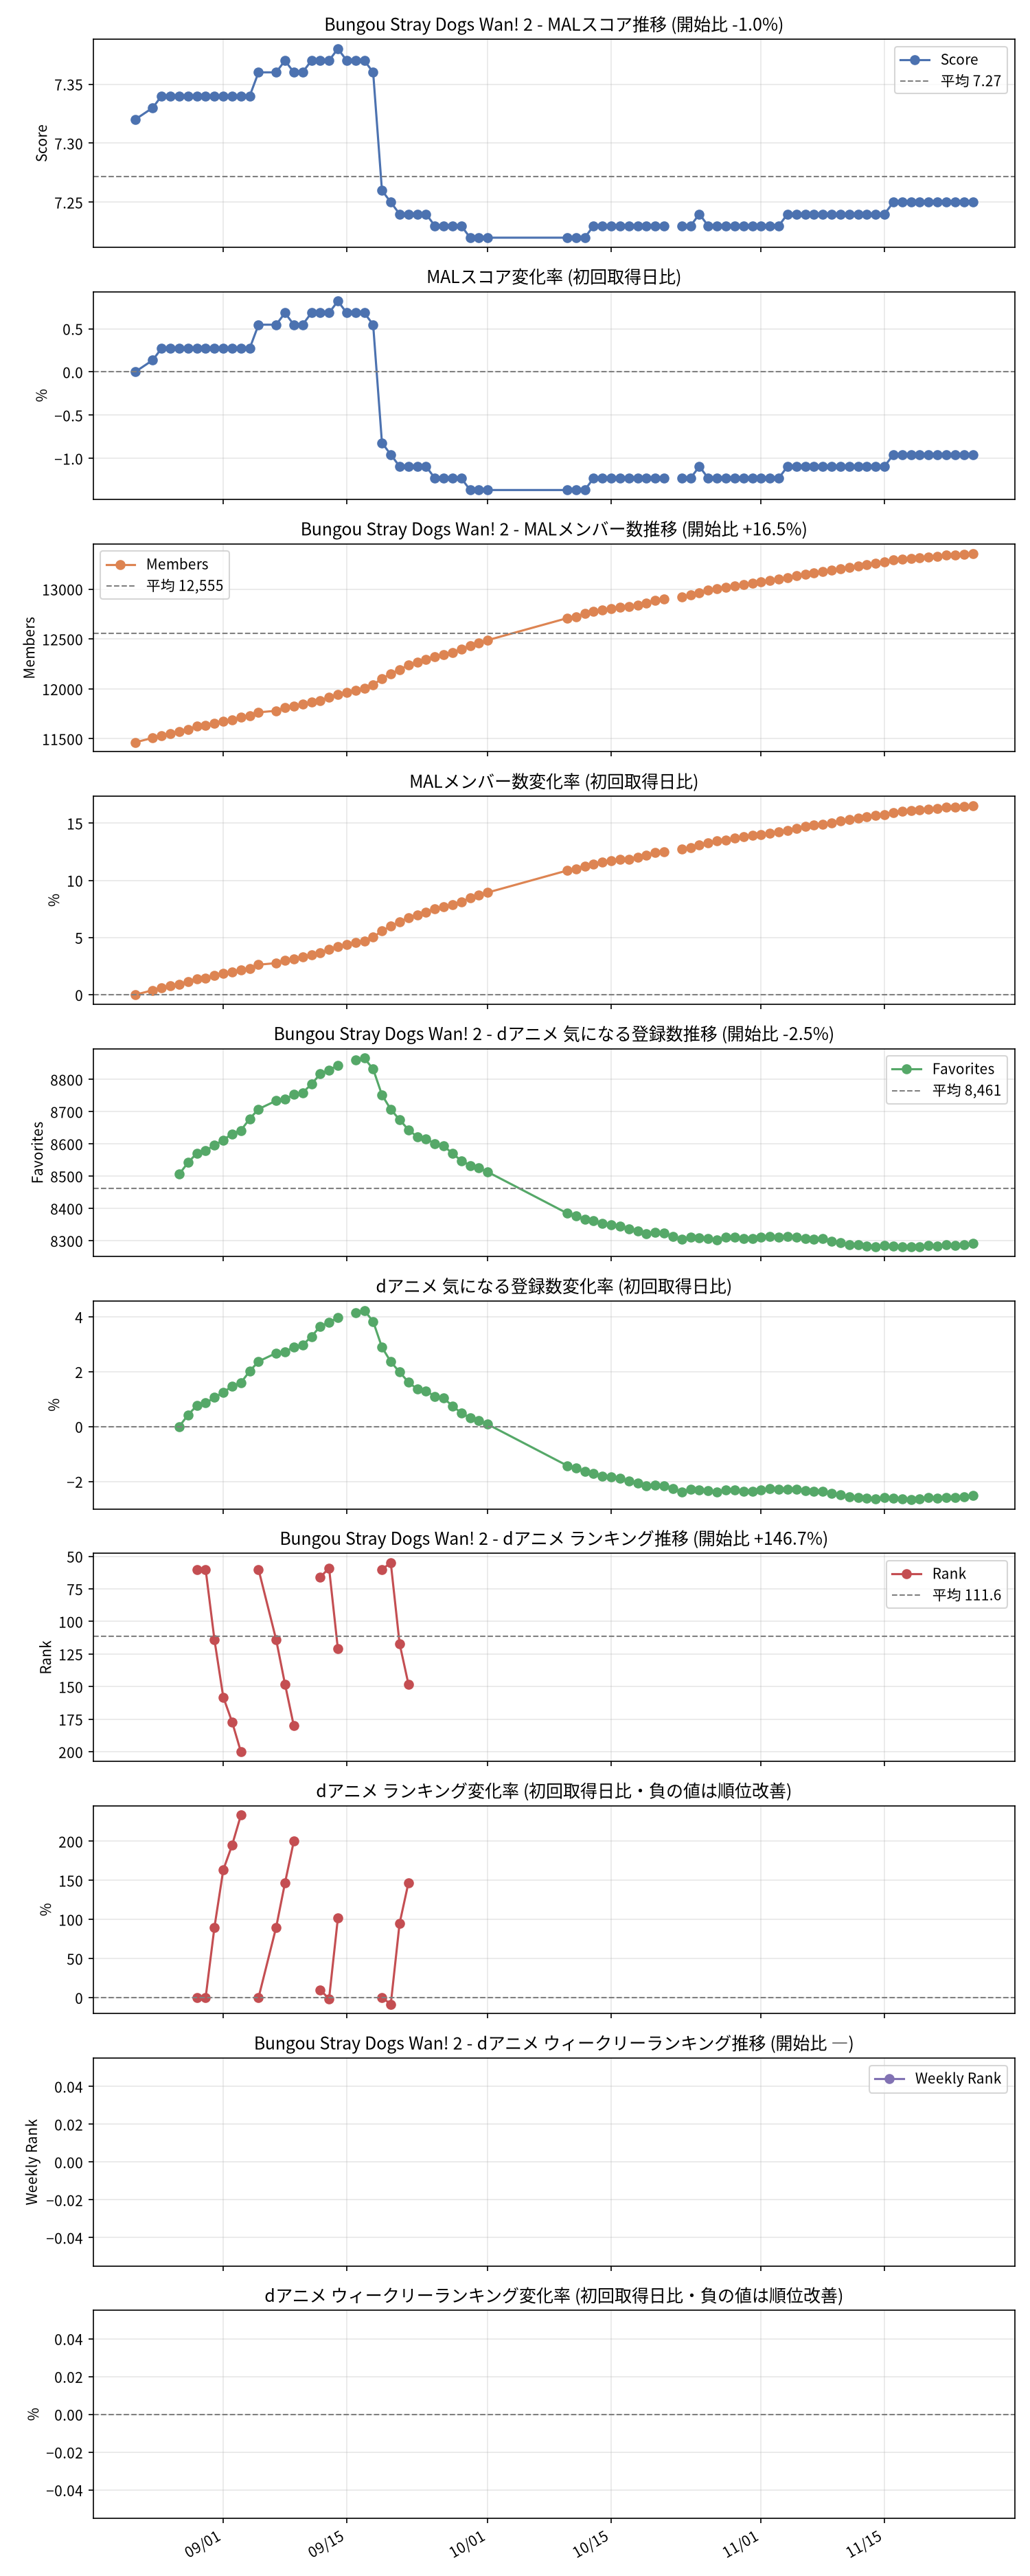 Bungou Stray Dogs Wan! 2 - MALスコア推移 (開始比 -1.0%)
Score
7.35
7.30
7.25
Score
平均 7.27
MALスコア変化率 (初回取得日比)
%
0.5
0.0
−0.5
−1.0
Bungou Stray Dogs Wan! 2 - MALメンバー数推移 (開始比 +16.5%)
Members
13000
12500
12000
11500
Members
平均 12,555
MALメンバー数変化率 (初回取得日比)
%
15
10
5
0
Bungou Stray Dogs Wan! 2 - dアニメ 気になる登録数推移 (開始比 -2.5%)
Favorites
8800
8700
8600
8500
8400
8300
Favorites
平均 8,461
dアニメ 気になる登録数変化率 (初回取得日比)
%
4
2
0
−2
Bungou Stray Dogs Wan! 2 - dアニメ ランキング推移 (開始比 +146.7%)
Rank
50
75
100
125
150
175
200
Rank
平均 111.6
dアニメ ランキング変化率 (初回取得日比・負の値は順位改善)
%
200
150
100
50
0
Bungou Stray Dogs Wan! 2 - dアニメ ウィークリーランキング推移 (開始比 —)
Weekly Rank
0.04
0.02
0.00
−0.02
−0.04
Weekly Rank
dアニメ ウィークリーランキング変化率 (初回取得日比・負の値は順位改善)
%
0.04
0.02
0.00
−0.02
−0.04
09/01
09/15
10/01
10/15
11/01
11/15